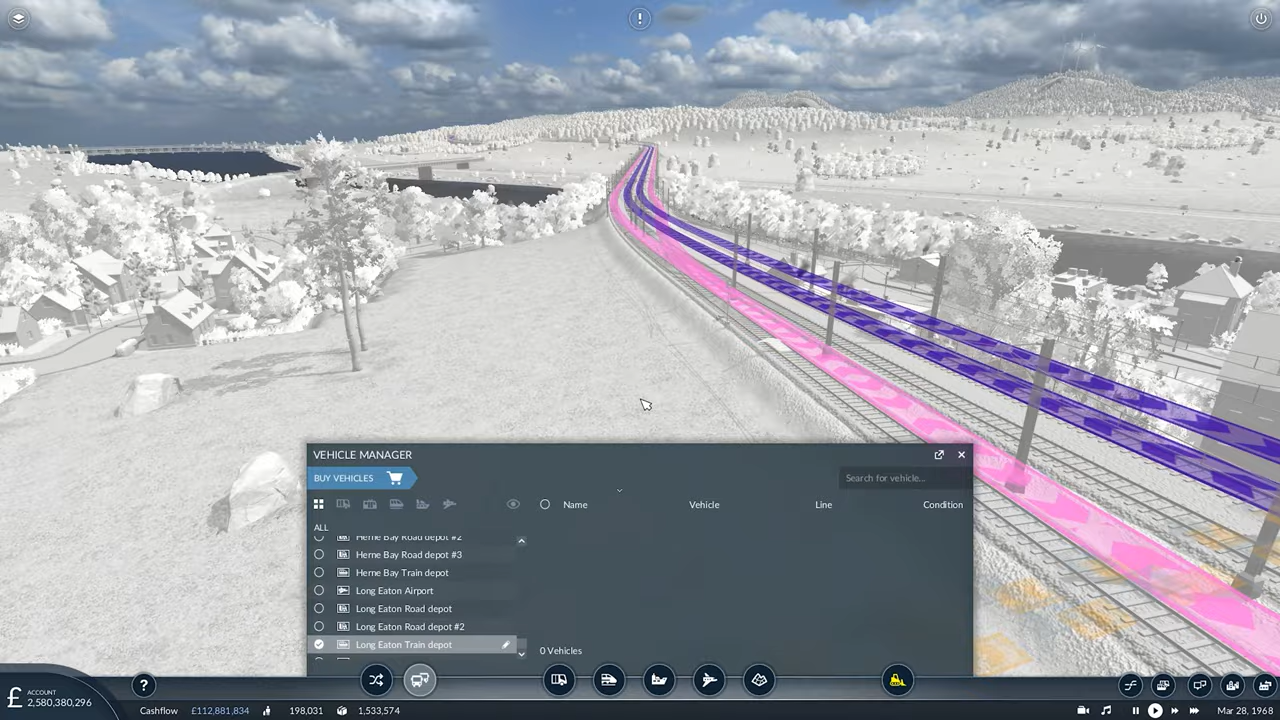 VEHICLE MANAGER
BUY VEHICLES
Search for vehicle...
Name Vehicle Line Condition
ALL
Herne Bay Road depot #2
Herne Bay Road depot #3
Herne Bay Train depot
Long Eaton Airport
Long Eaton Road depot
Long Eaton Road depot #2
Long Eaton Train depot
0 Vehicles
?
£ ACCOUNT
2,580,380,296
Cashflow £112,881,834 198,031 1,533,574 Mar 28, 1968